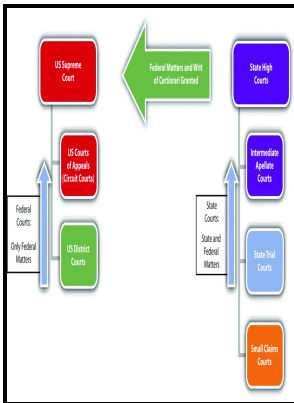 US Supreme
Court
Federal Matters and Writ
of Certiorari Granted
State High
Courts
US Courts
of Appeals
(Circuit Courts)
Intermediate
Apellate
Courts
Federal
Courts:
Only Federal
Matters
US District
Courts
State
Courts:
State and
Federal
Matters
State Trial
Courts
Small Claims
Courts